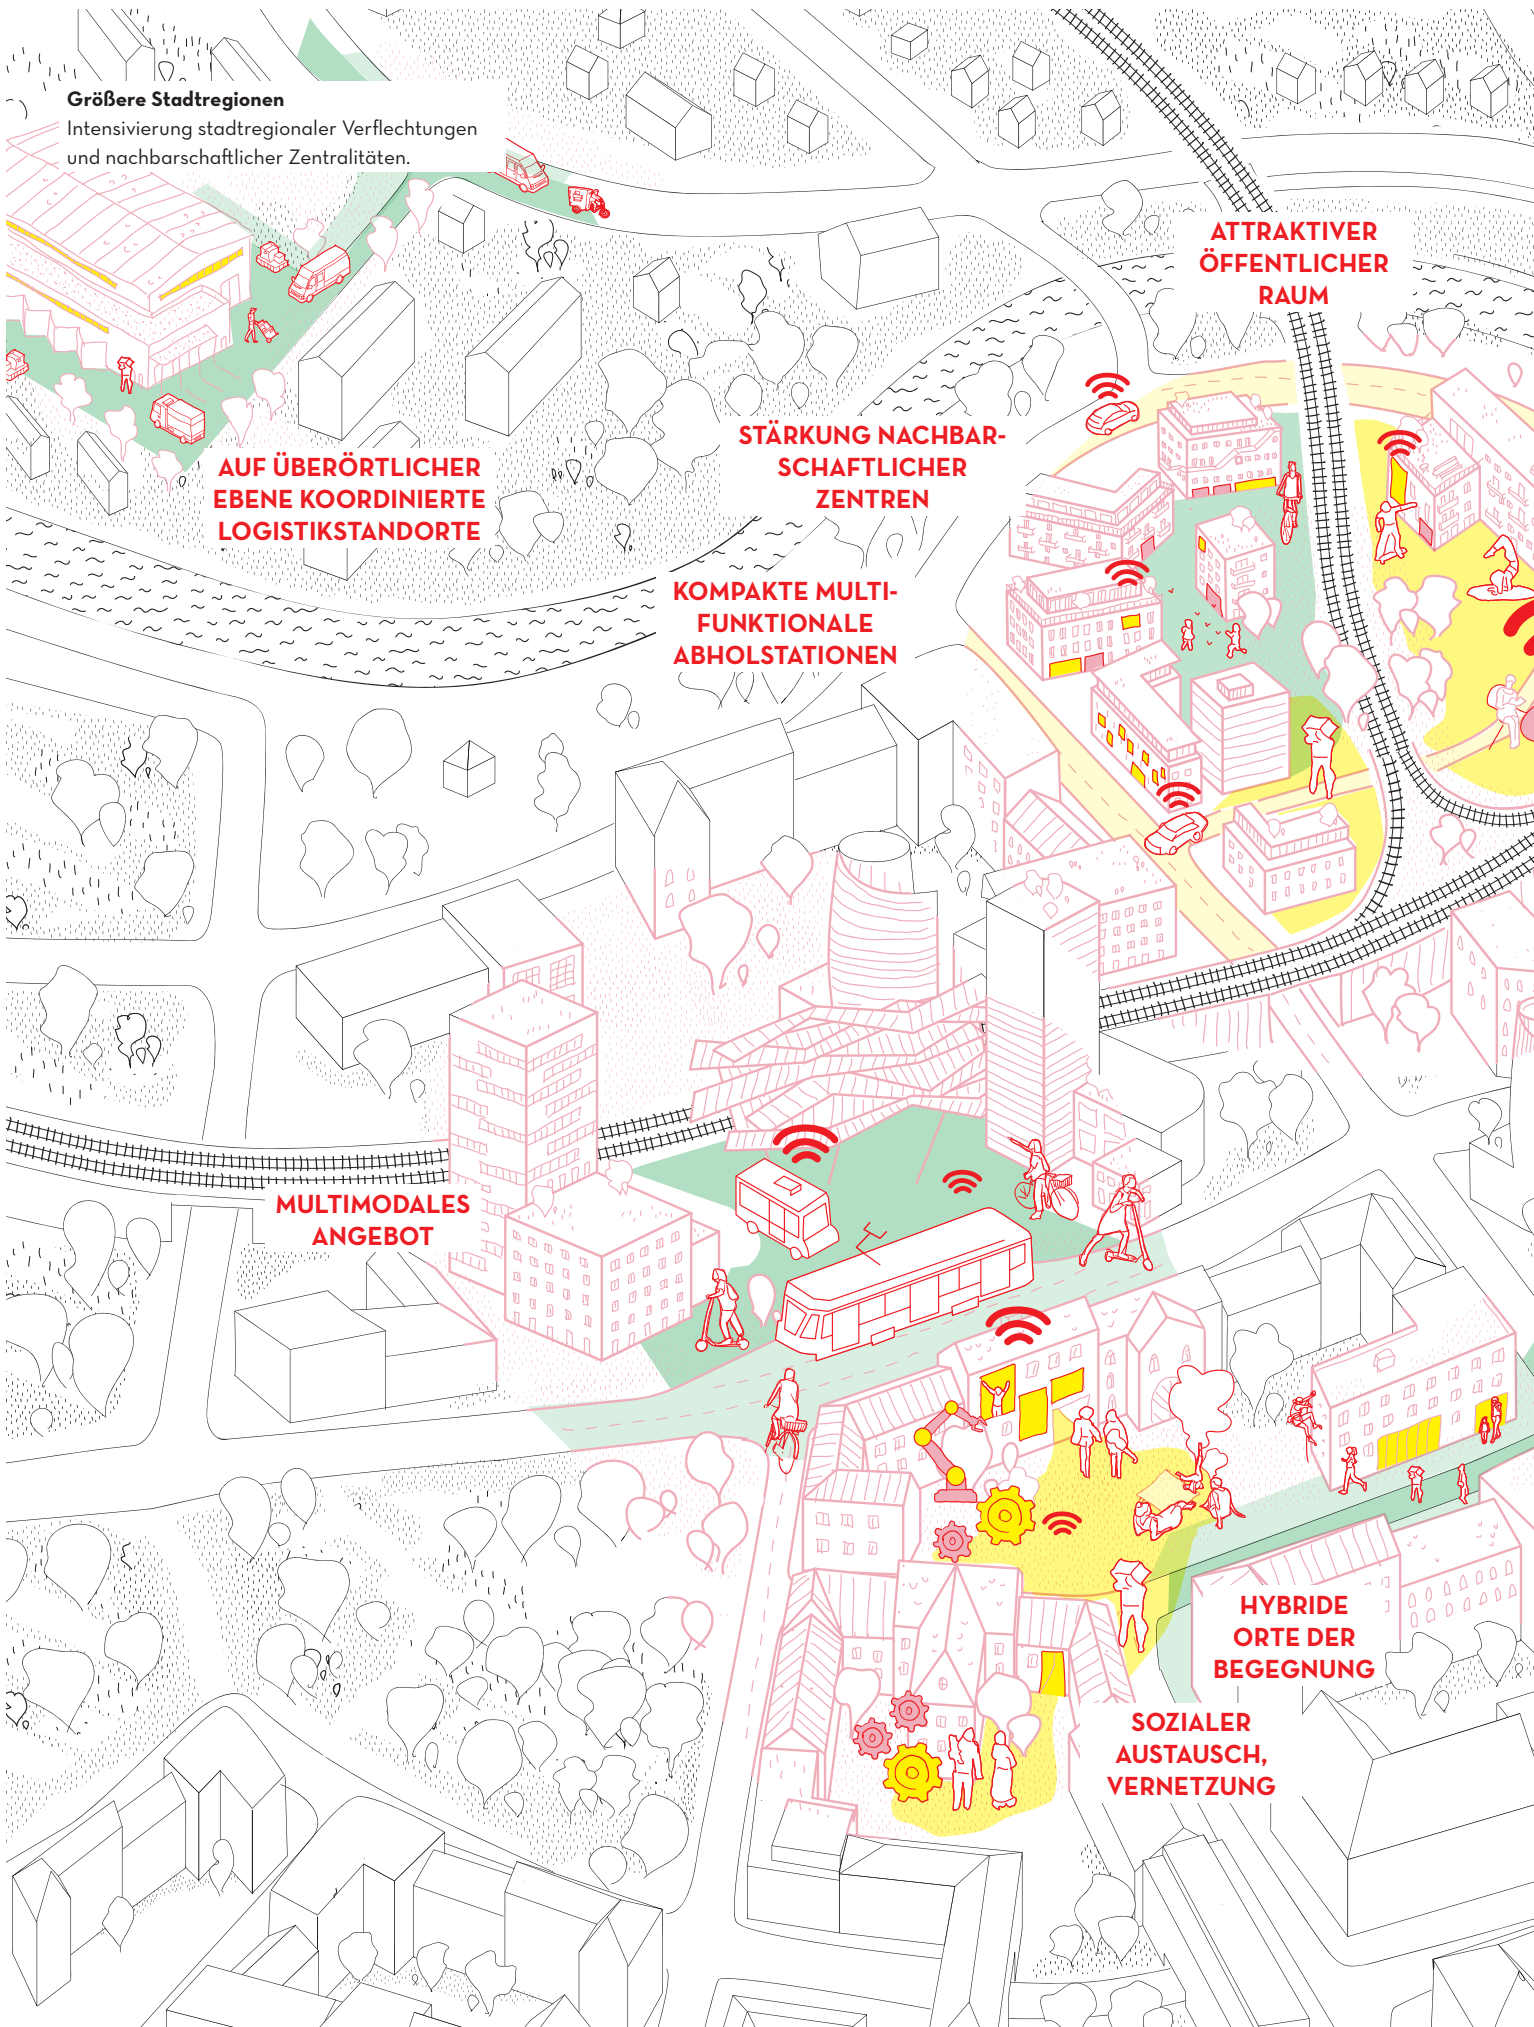 Größere Stadtregionen
Intensivierung stadtregionaler Verflechtungen
und nachbarschaftlicher Zentralitäten.
ATTRAKTIVER
ÖFFENTLICHER
RAUM
STÄRKUNG NACHBAR-
SCHAFTLICHER
ZENTREN
AUF ÜBERÖRTLICHER
EBENE KOORDINIERTE
LOGISTIKSTANDORTE
KOMPAKTE MULTI-
FUNKTIONALE
ABHOLSTATIONEN
MULTIMODALES
ANGEBOT
HYBRIDE
ORTE DER
BEGEGNUNG
SOZIALER
AUSTAUSCH,
VERNETZUNG